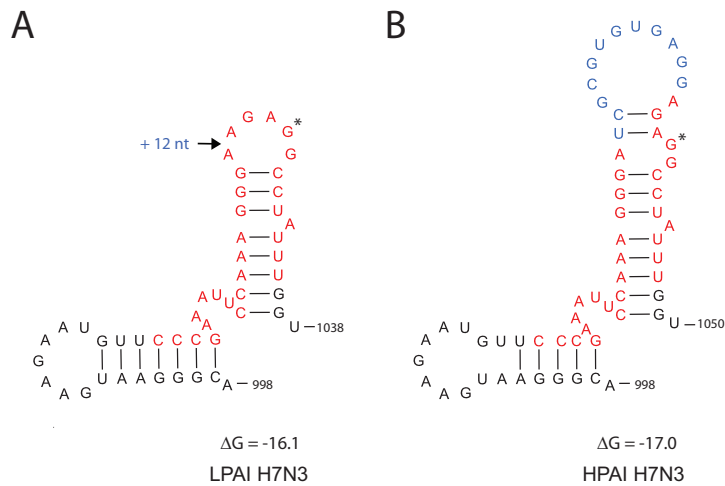 A
B
+ 12 nt
A G A G *
A G
G C
G C
G U
A
A U
A U
A U
C G
C G
U 1038
A U U
A A
A A U G U U C C C G
G
A A G U A A G G G C A 998
ΔG = -16.1
LPAI H7N3
U G U G A
G G
C G
G A
C G
U A G *
A G
G C
G C
G U
A
A U
A U
A U
C G
C G
U 1050
A U U
A A
A A U G U U C C C G
G
A A G U A A G G G C A 998
ΔG = -17.0
HPAI H7N3